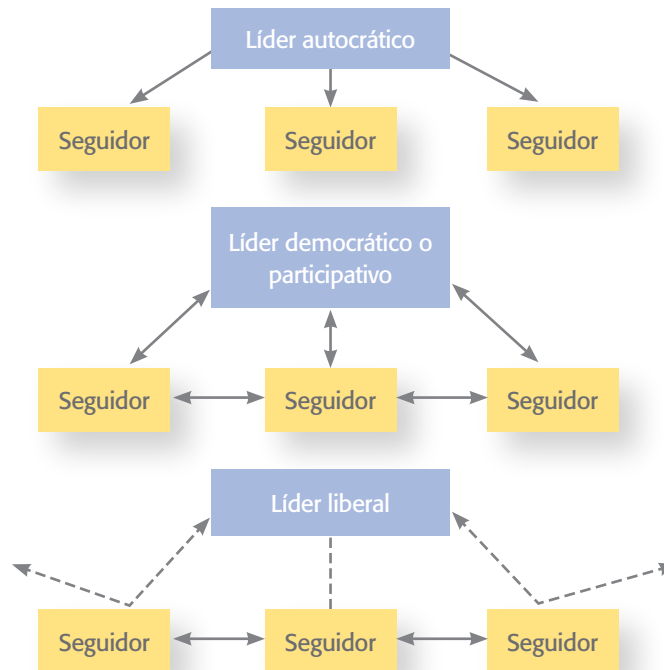 Líder autocrático
Seguidor
Seguidor
Seguidor
Líder democrático o
participativo
Seguidor
Seguidor
Seguidor
Líder liberal
Seguidor
Seguidor
Seguidor